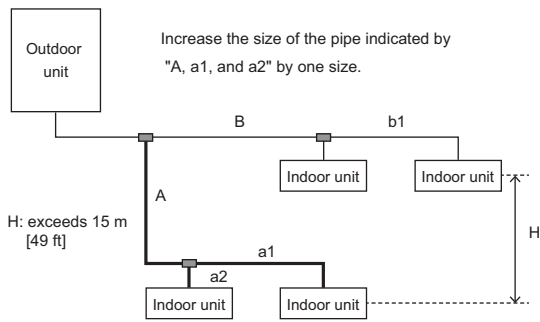 Outdoor
unit
Increase the size of the pipe indicated by
"A, a1, and a2" by one size.
B
b1
Indoor unit
Indoor unit
A
H: exceeds 15 m
[49 ft]
H
a1
a2
Indoor unit
Indoor unit